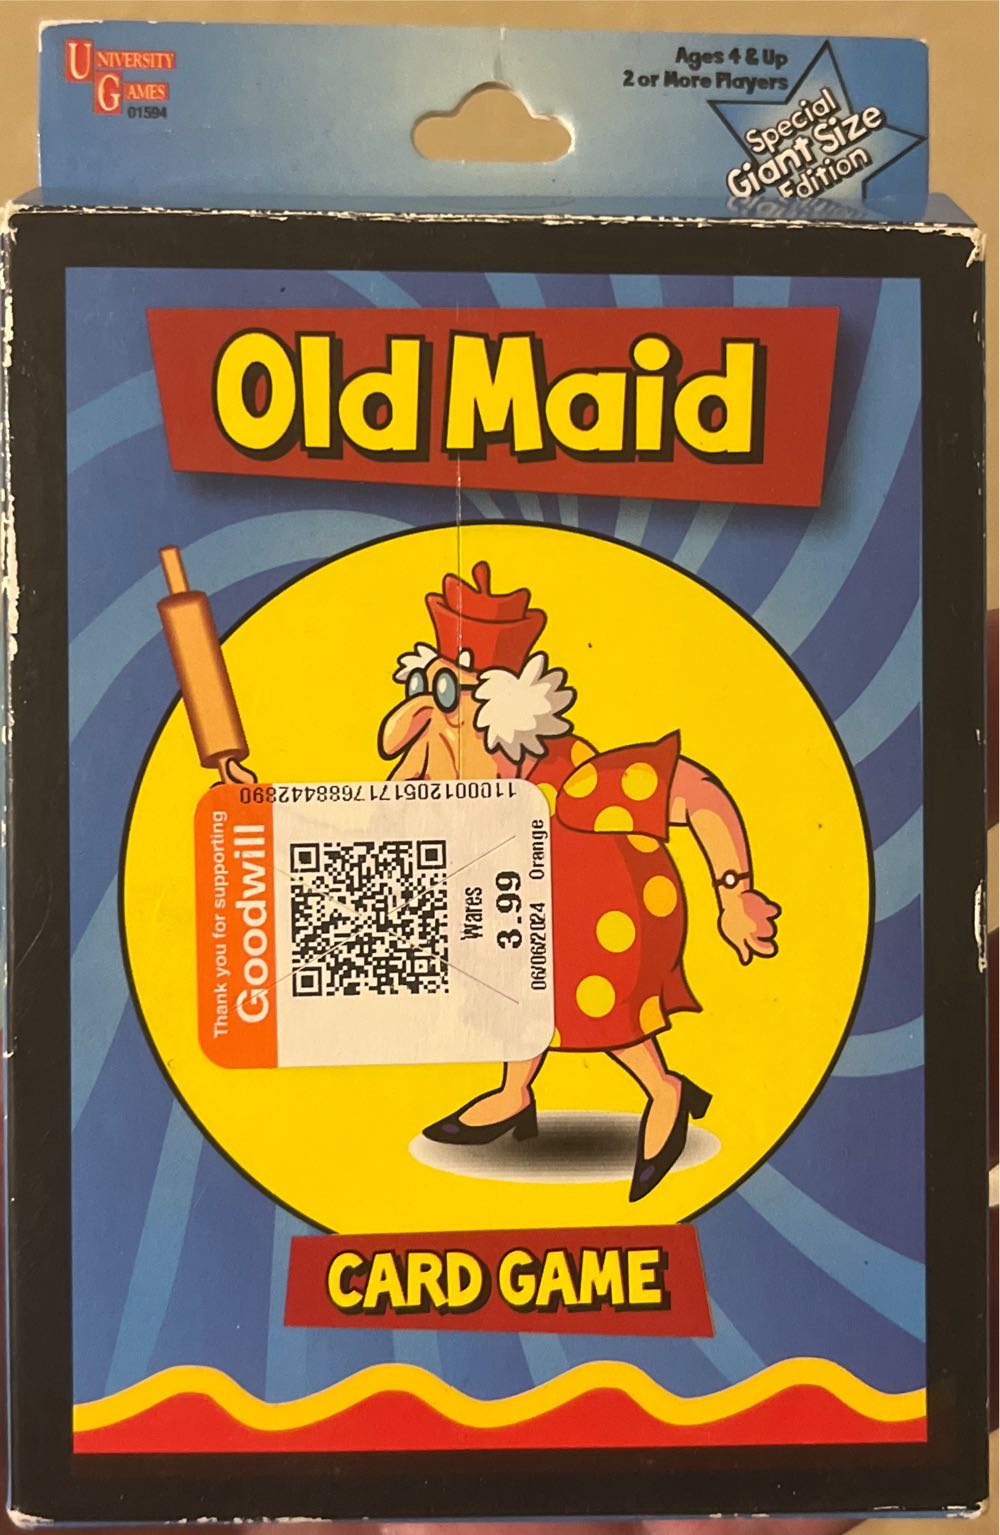 UNIVERSITY
GAMES
01594
Ages 4 & Up
2 or More Players
Special
Giant Size
Edition
Old Maid
Thank you for supporting
Goodwill
1100012051717688442890
Wares
3.99
06/06/2024 Orange
CARD GAME